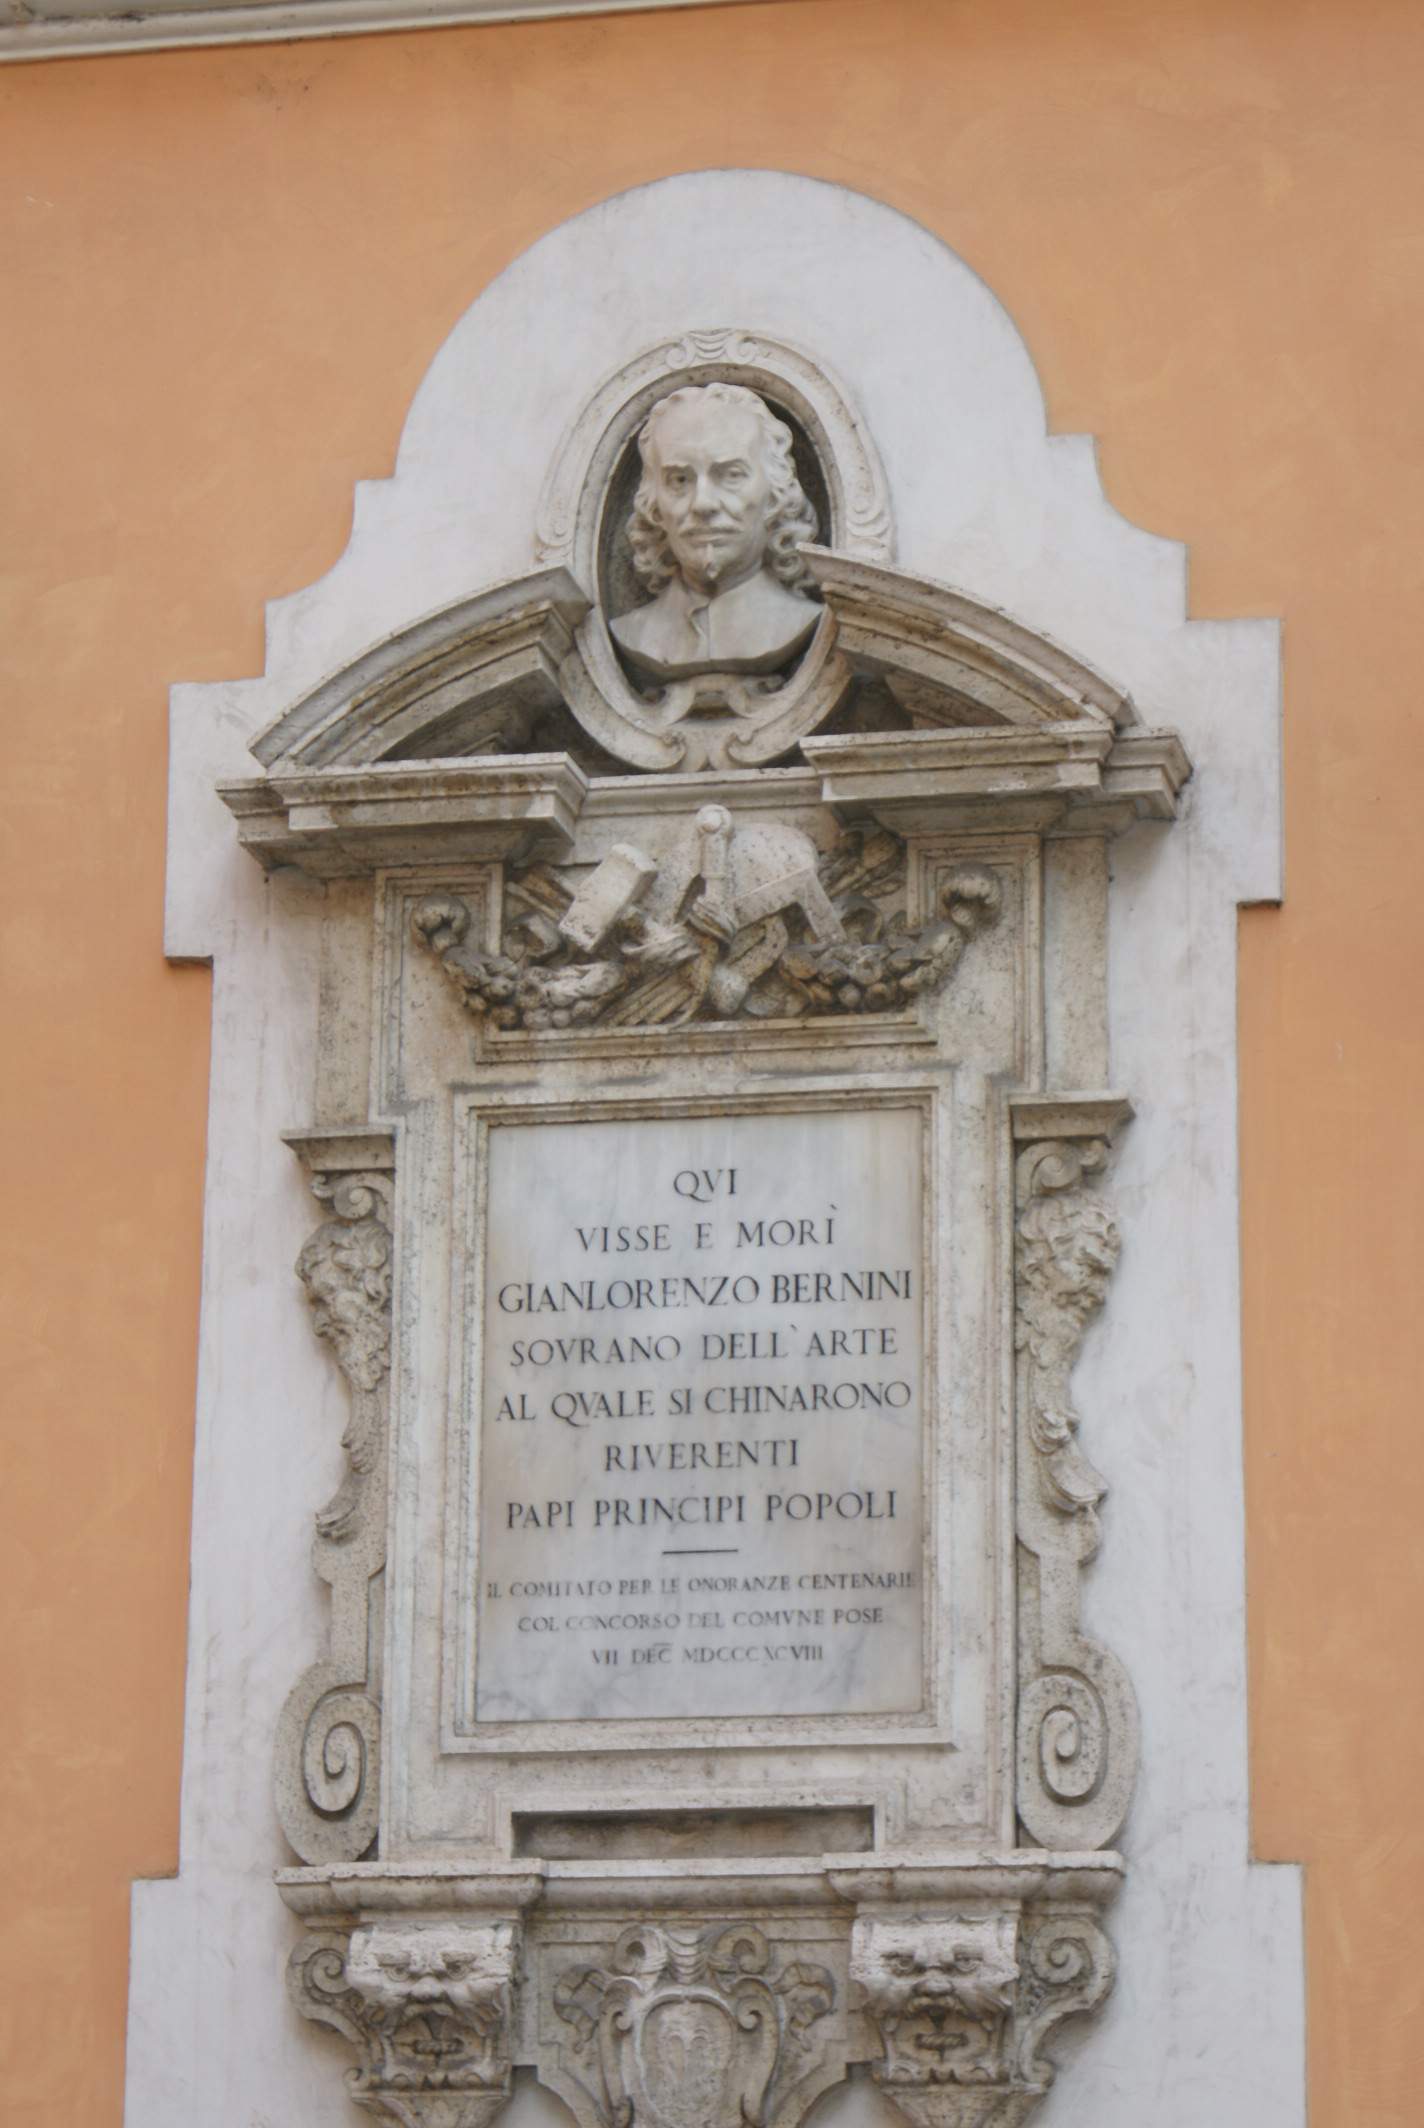 QVI
VISSE E MORÌ
GIANLORENZO BERNINI
SOVRANO DELL'ARTE
AL QVALE SI CHINARONO
RIVERENTI
PAPI PRINCIPI POPOLI
IL COMITATO PER LE ONORANZE CENTENARIE
COL CONCORSO DEL COMVNE POSE
VII DEC MDCCCXCVIII